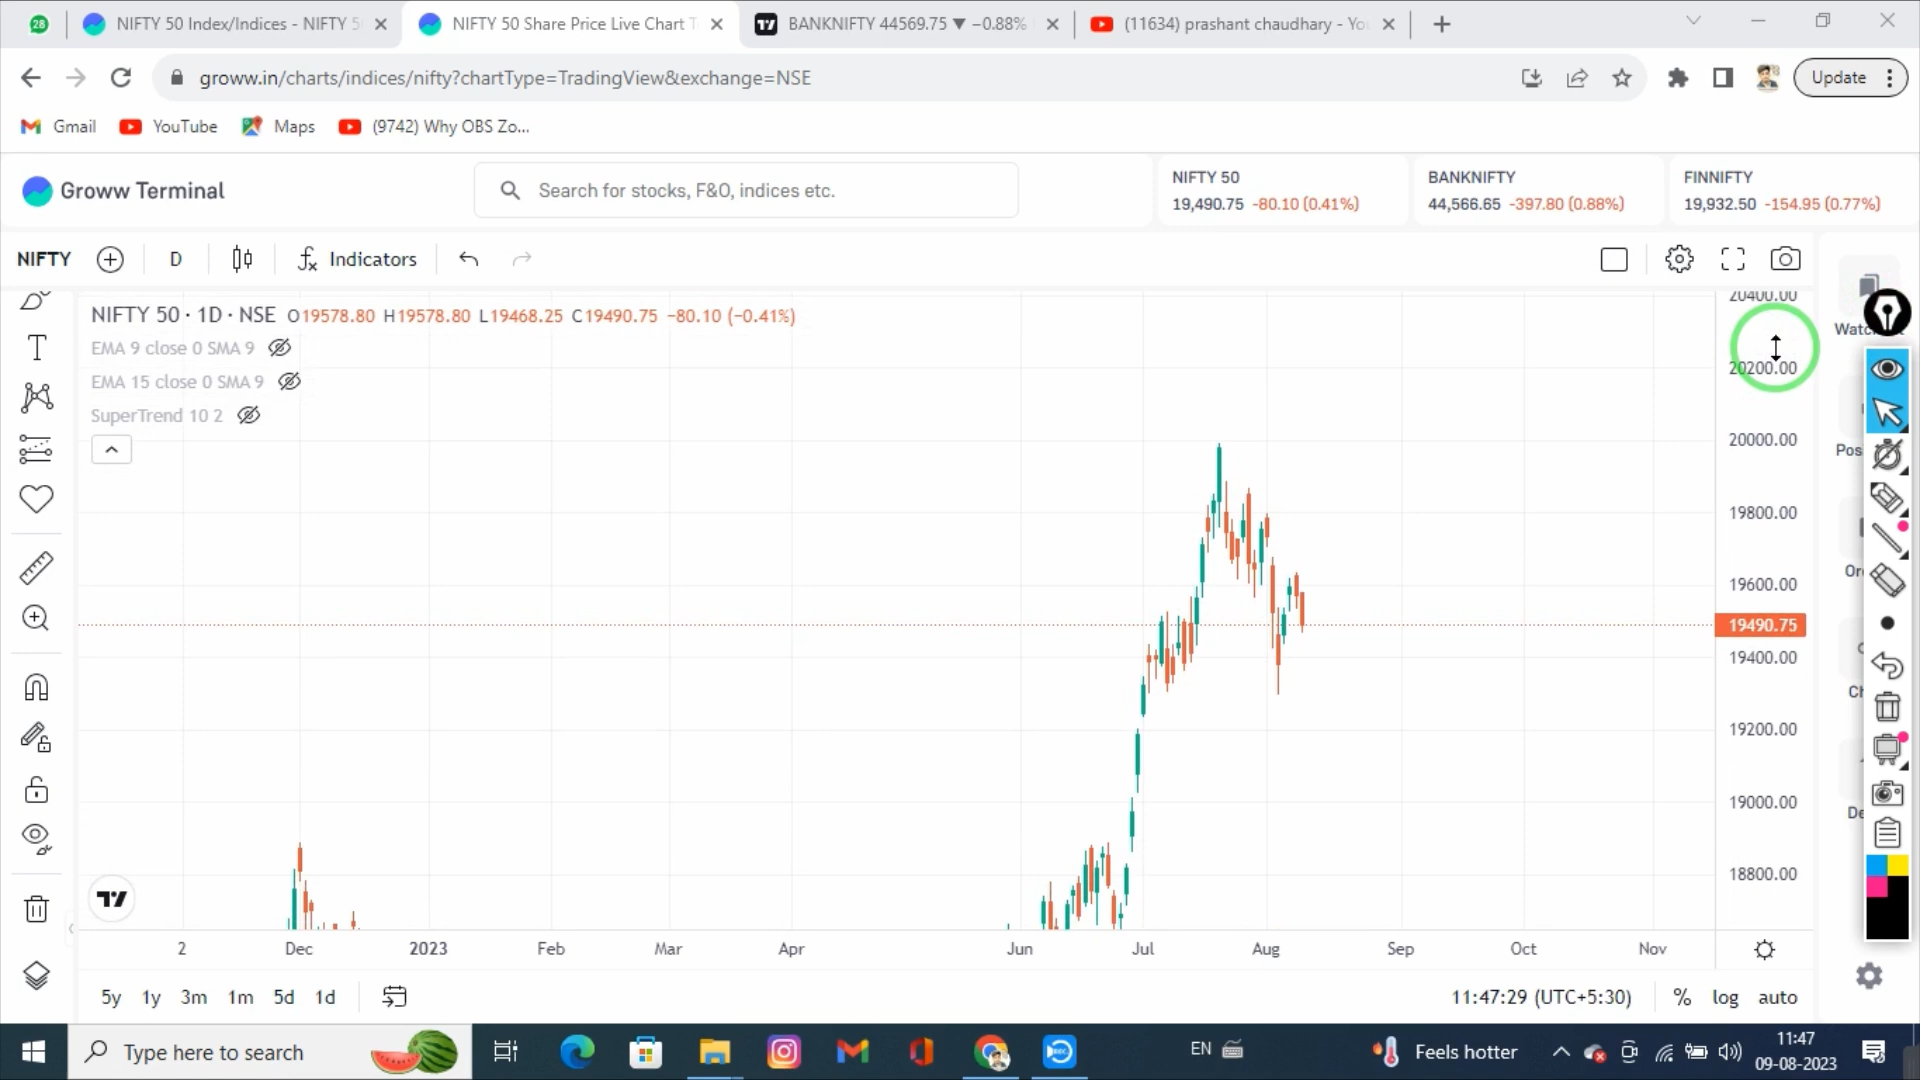 28
NIFTY 50 Index/Indices - NIFTY 5
NIFTY 50 Share Price Live Chart T
BANKNIFTY 44569.75 ▼ −0.88%
(11634) prashant chaudhary - Yo
groww.in/charts/indices/nifty?chartType=TradingView&exchange=NSE
Update
Gmail
YouTube
Maps
(9742) Why OBS Zo...
Groww Terminal
Search for stocks, F&O, indices etc.
NIFTY 50
19,490.75 -80.10 (0.41%)
BANKNIFTY
44,566.65 -397.80 (0.88%)
FINNIFTY
19,932.50 -154.95 (0.77%)
NIFTY
D
Indicators
NIFTY 50 · 1D · NSE O19578.80 H19578.80 L19468.25 C19490.75 −80.10 (−0.41%)
EMA 9 close 0 SMA 9
EMA 15 close 0 SMA 9
SuperTrend 10 2
20400.00
20200.00
20000.00
19800.00
19600.00
19490.75
19400.00
19200.00
19000.00
18800.00
2 Dec 2023 Feb Mar Apr Jun Jul Aug Sep Oct Nov
5y 1y 3m 1m 5d 1d
11:47:29 (UTC+5:30) % log auto
Type here to search
EN
Feels hotter
11:47
09-08-2023